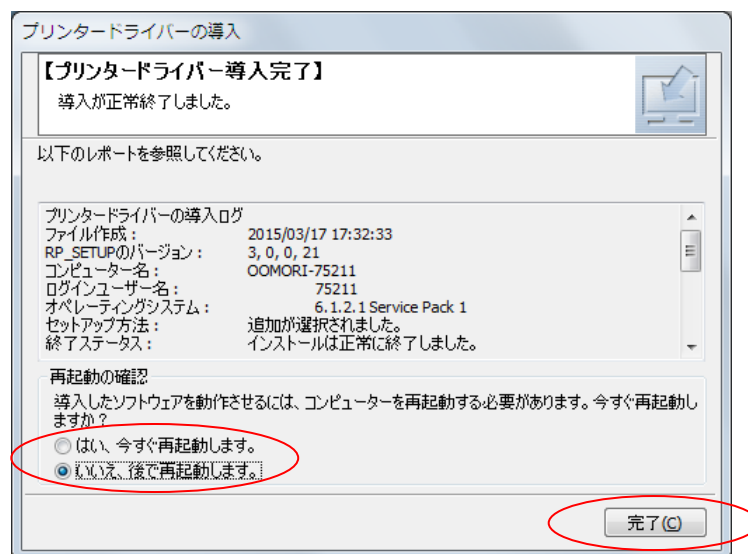 プリンタードライバーの導入
【プリンタードライバー導入完了】
導入が正常終了しました。
以下のレポートを参照してください。
プリンタードライバーの導入ログ
ファイル作成： 2015/03/17 17:32:33
RP_SETUPのバージョン： 3, 0, 0, 21
コンピューター名： OOMORI-75211
ログインユーザー名： 75211
オペレーティングシステム： 6.1.2.1 Service Pack 1
セットアップ方法： 追加が選択されました。
終了ステータス： インストールは正常に終了しました。
再起動の確認
導入したソフトウェアを動作させるには、コンピューターを再起動する必要があります。今すぐ再起動し
ますか？
はい、今すぐ再起動します。
いいえ、後で再起動します。
完了(C)